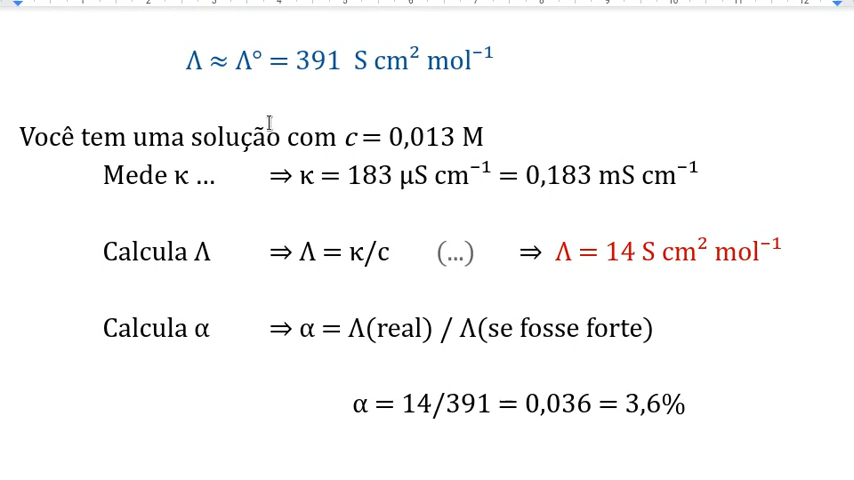 Λ ≈ Λ° = 391 S cm² mol⁻¹
Você tem uma solução com c = 0,013 M
Mede κ ... ⇒ κ = 183 μS cm⁻¹ = 0,183 mS cm⁻¹
Calcula Λ ⇒ Λ = κ/c (...) ⇒ Λ = 14 S cm² mol⁻¹
Calcula α ⇒ α = Λ(real) / Λ(se fosse forte)
α = 14/391 = 0,036 = 3,6%